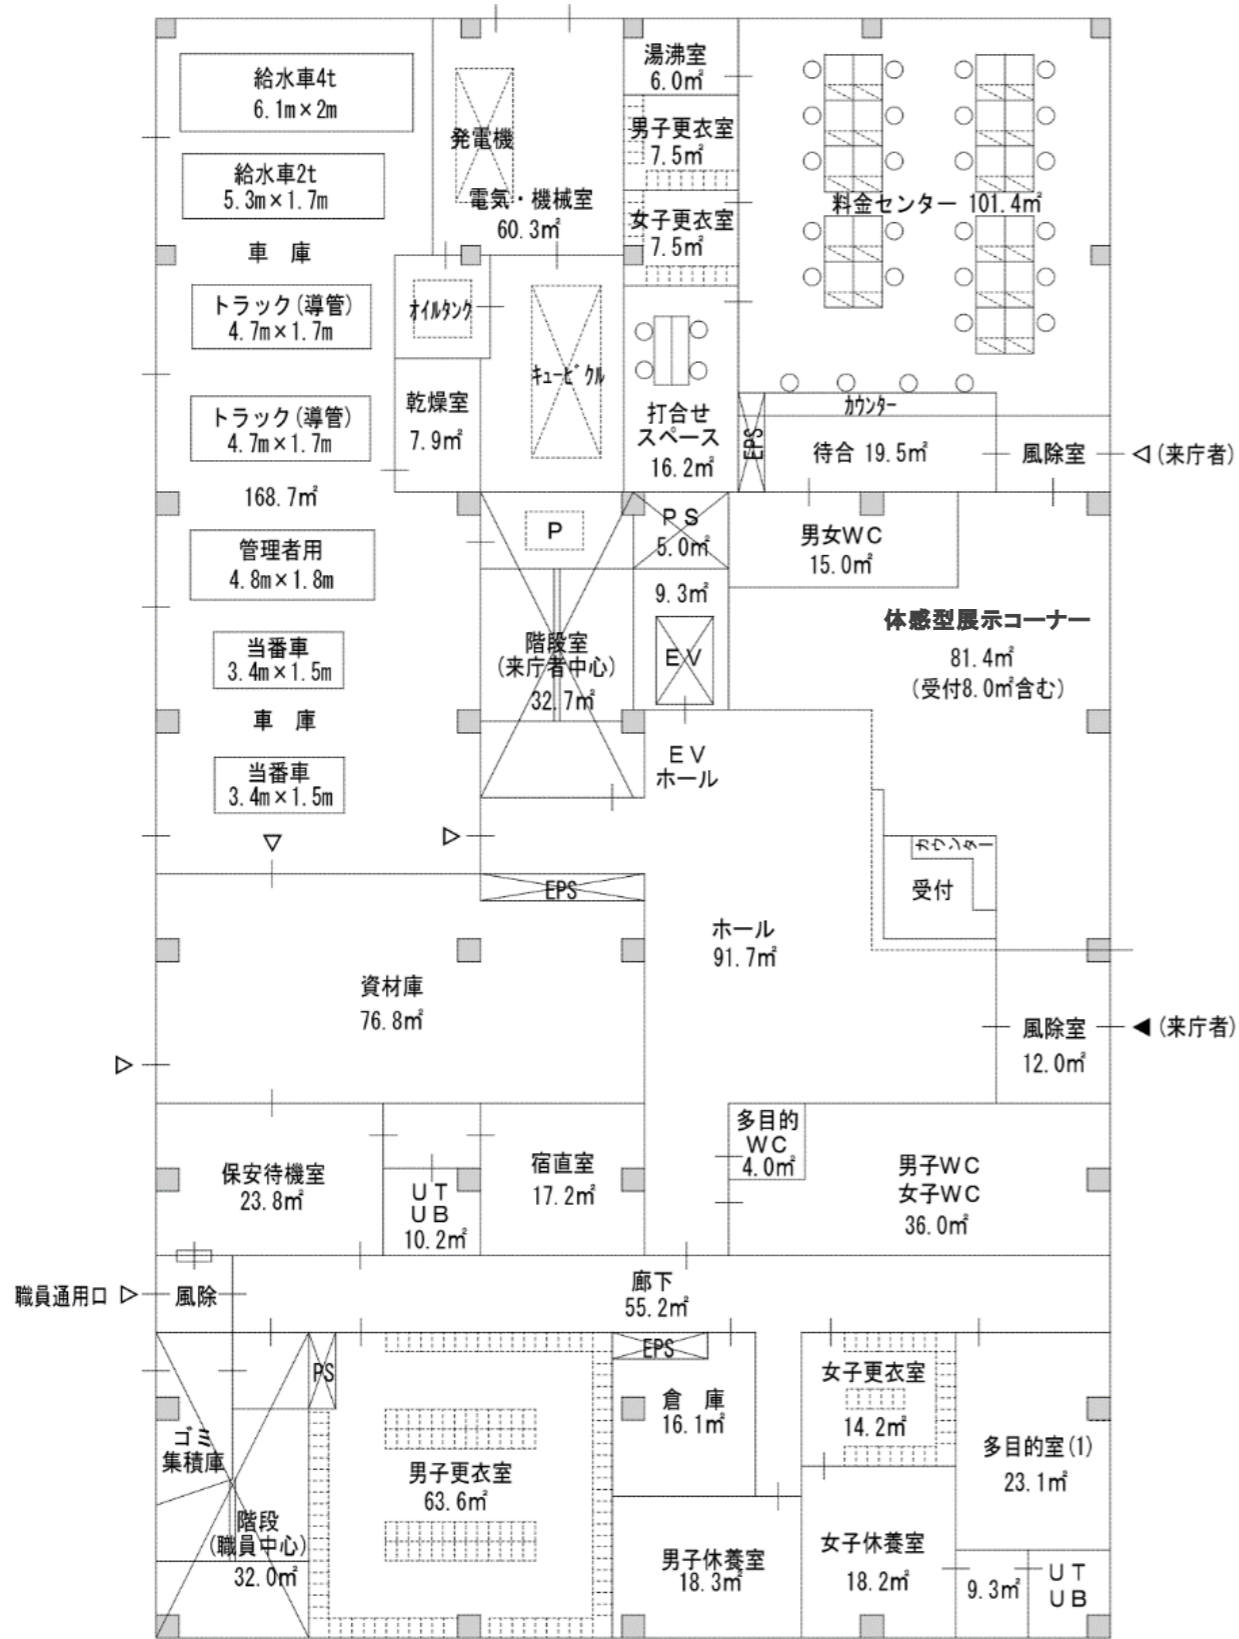 給水車4t
6.1m×2m
給水車2t
5.3m×1.7m
車 庫
トラック(導管)
4.7m×1.7m
トラック(導管)
4.7m×1.7m
168.7㎡
管理者用
4.8m×1.8m
当番車
3.4m×1.5m
車 庫
当番車
3.4m×1.5m
発電機
電気・機械室
60.3㎡
オイルタンク
キュービクル
乾燥室
7.9㎡
湯沸室
6.0㎡
男子更衣室
7.5㎡
女子更衣室
7.5㎡
打合せ
スペース
16.2㎡
料金センター 101.4㎡
カウンター
EPS
待合 19.5㎡
風除室
(来庁者)
P
PS
5.0㎡
9.3㎡
EV
階段室
(来庁者中心)
32.7㎡
男女WC
15.0㎡
体感型展示コーナー
81.4㎡
(受付8.0㎡含む)
EV
ホール
カウンター
受付
EPS
ホール
91.7㎡
資材庫
76.8㎡
風除室
12.0㎡
(来庁者)
保安待機室
23.8㎡
UT
UB
10.2㎡
宿直室
17.2㎡
多目的
WC
4.0㎡
男子WC
女子WC
36.0㎡
職員通用口
風除
廊下
55.2㎡
PS
ゴミ
集積庫
階段
(職員中心)
32.0㎡
男子更衣室
63.6㎡
EPS
倉 庫
16.1㎡
男子休養室
18.3㎡
女子更衣室
14.2㎡
女子休養室
18.2㎡
多目的室(1)
23.1㎡
9.3㎡
UT
UB